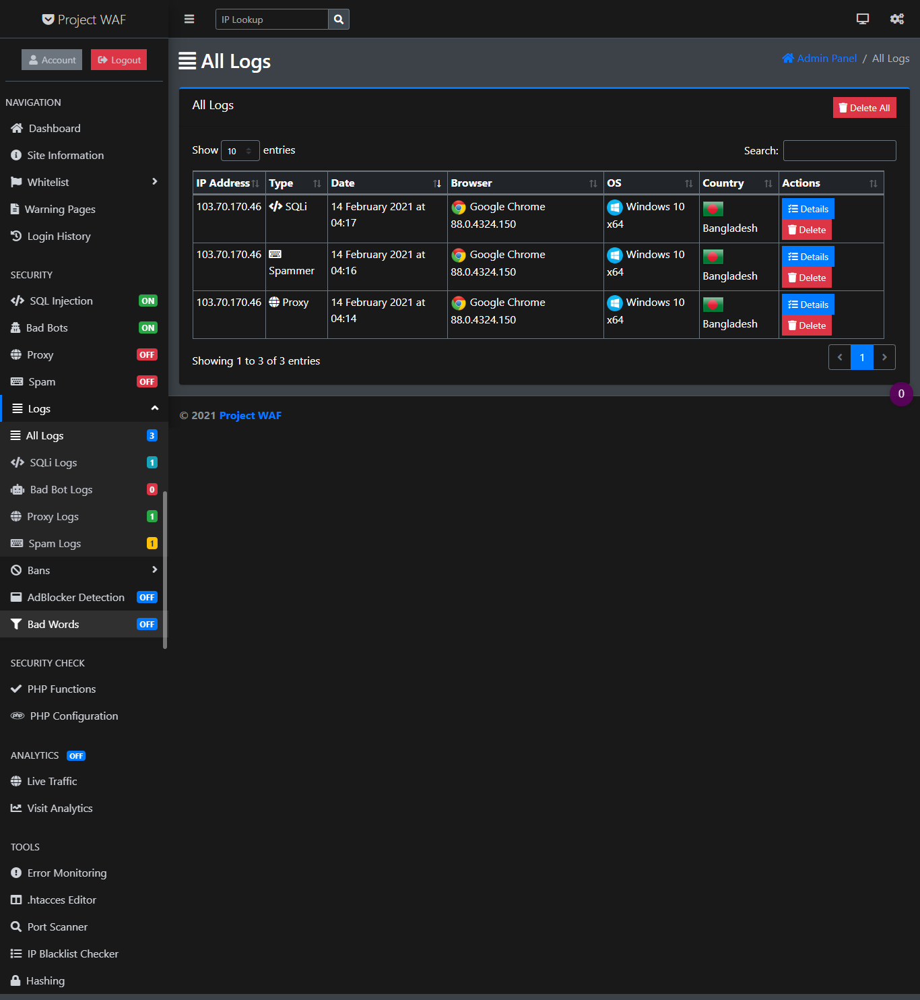 Project WAF
IP Lookup
Account
Logout
NAVIGATION
Dashboard
Site Information
Whitelist
Warning Pages
Login History
SECURITY
SQL Injection ON
Bad Bots ON
Proxy OFF
Spam OFF
Logs
All Logs 3
SQLi Logs 1
Bad Bot Logs 0
Proxy Logs 1
Spam Logs 1
Bans
AdBlocker Detection OFF
Bad Words OFF
SECURITY CHECK
PHP Functions
php PHP Configuration
ANALYTICS OFF
Live Traffic
Visit Analytics
TOOLS
Error Monitoring
.htacces Editor
Port Scanner
IP Blacklist Checker
Hashing
All Logs
Admin Panel / All Logs
All Logs
Delete All
Show 10 entries
Search:
IP Address Type Date Browser OS Country Actions
103.70.170.46 SQLi 14 February 2021 at Google Chrome Windows 10 Details
04:17 88.0.4324.150 x64 Bangladesh Delete
103.70.170.46 14 February 2021 at Google Chrome Windows 10 Details
Spammer 04:16 88.0.4324.150 x64 Bangladesh Delete
103.70.170.46 Proxy 14 February 2021 at Google Chrome Windows 10 Details
04:14 88.0.4324.150 x64 Bangladesh Delete
Showing 1 to 3 of 3 entries
1
0
© 2021 Project WAF